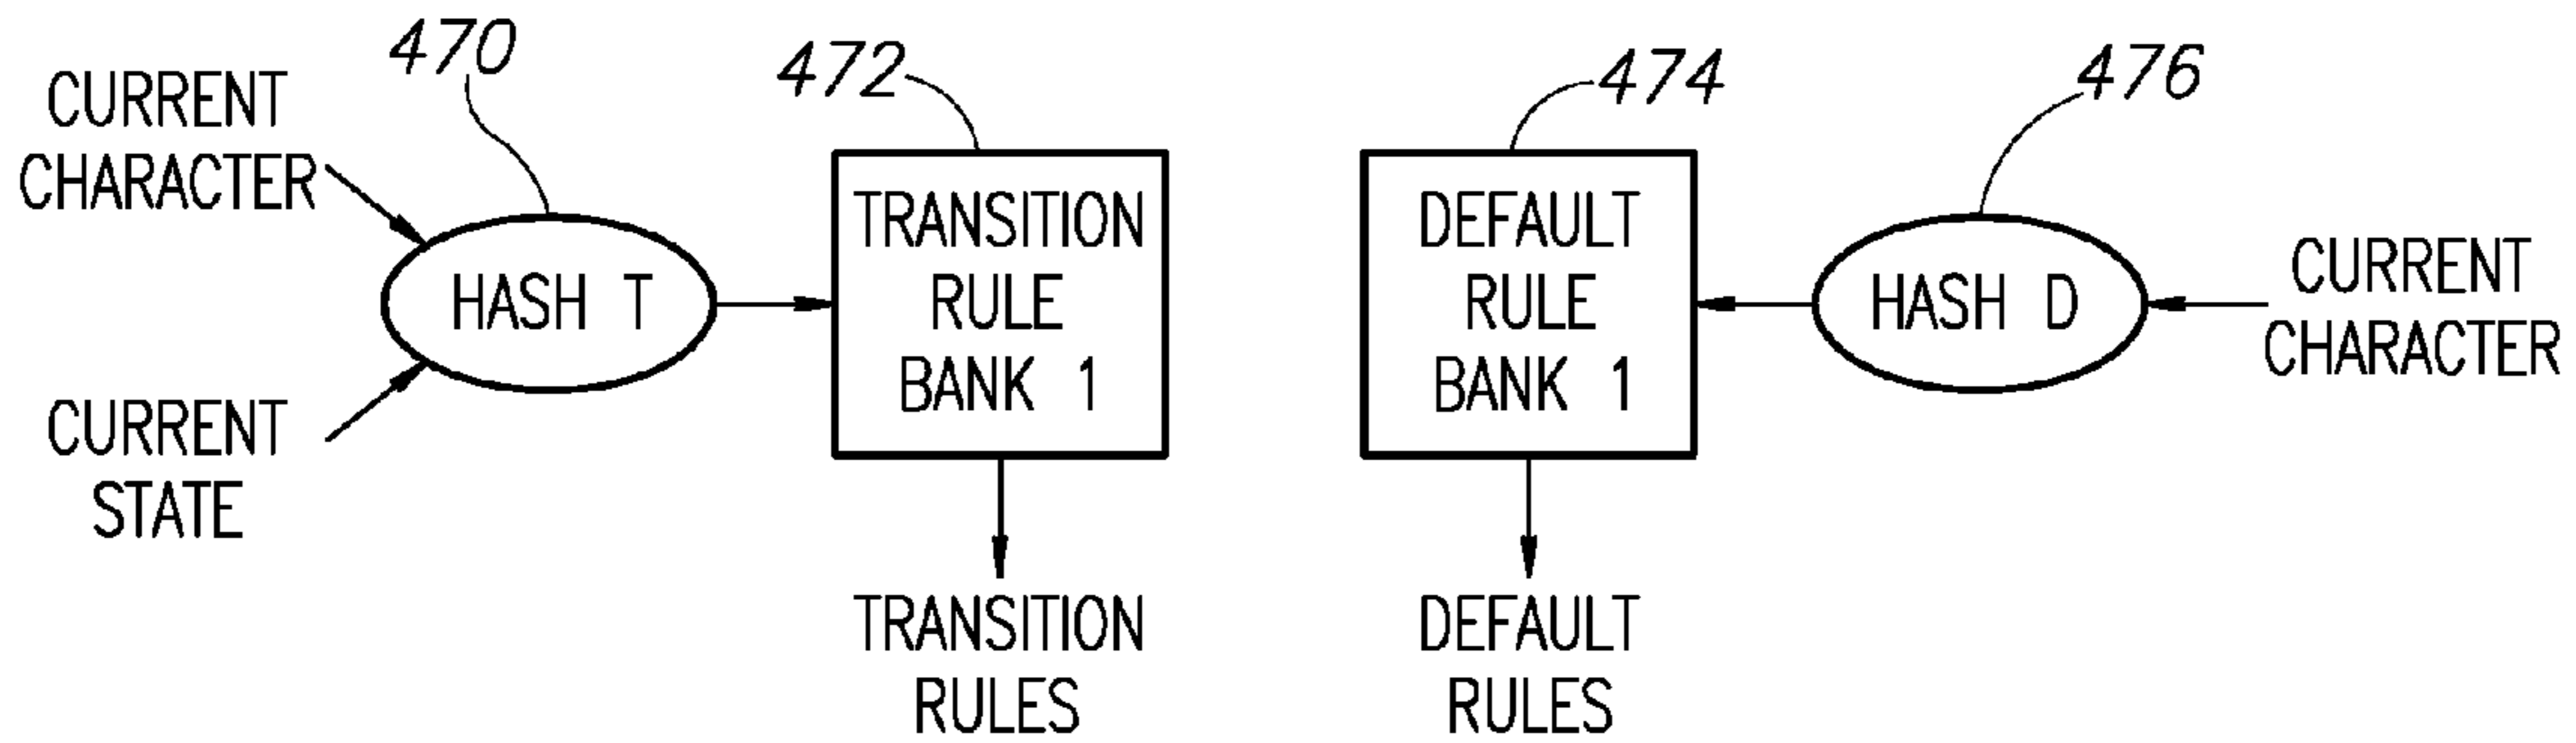 470
472
474
476
CURRENT
CHARACTER
CURRENT
STATE
HASH T
TRANSITION
RULE
BANK 1
TRANSITION
RULES
DEFAULT
RULE
BANK 1
DEFAULT
RULES
HASH D
CURRENT
CHARACTER